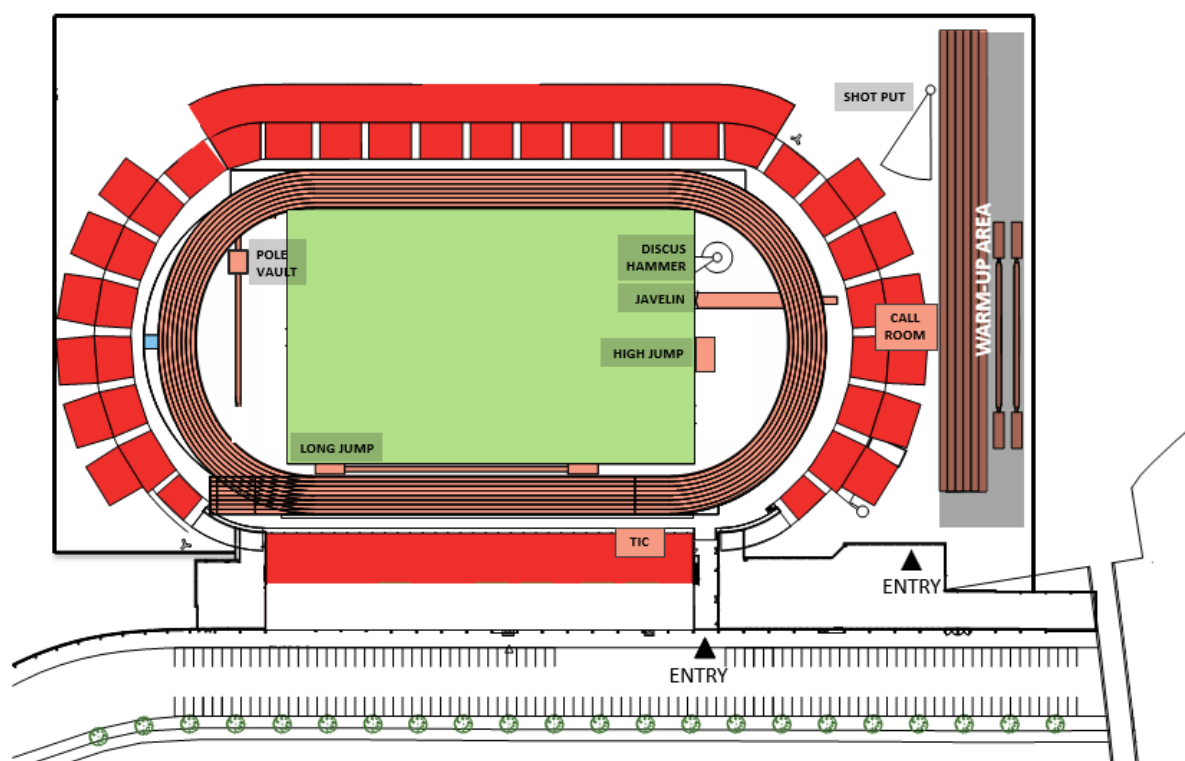 SHOT PUT
POLE
VAULT
DISCUS
HAMMER
JAVELIN
HIGH JUMP
CALL
ROOM
WARM-UP AREA
LONG JUMP
TIC
ENTRY
ENTRY